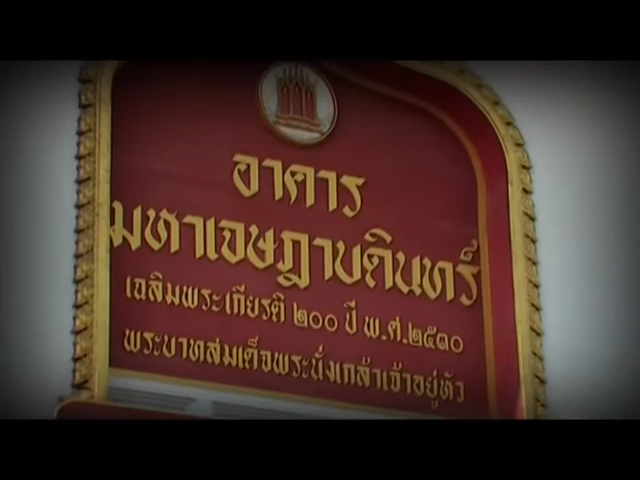 อาคาร
มหาเจษฎาบดินทร์
เฉลิมพระเกียรติ ๒๐๐ ปี พ.ศ.๒๕๓๐
พระบาทสมเด็จพระนั่งเกล้าเจ้าอยู่หัว